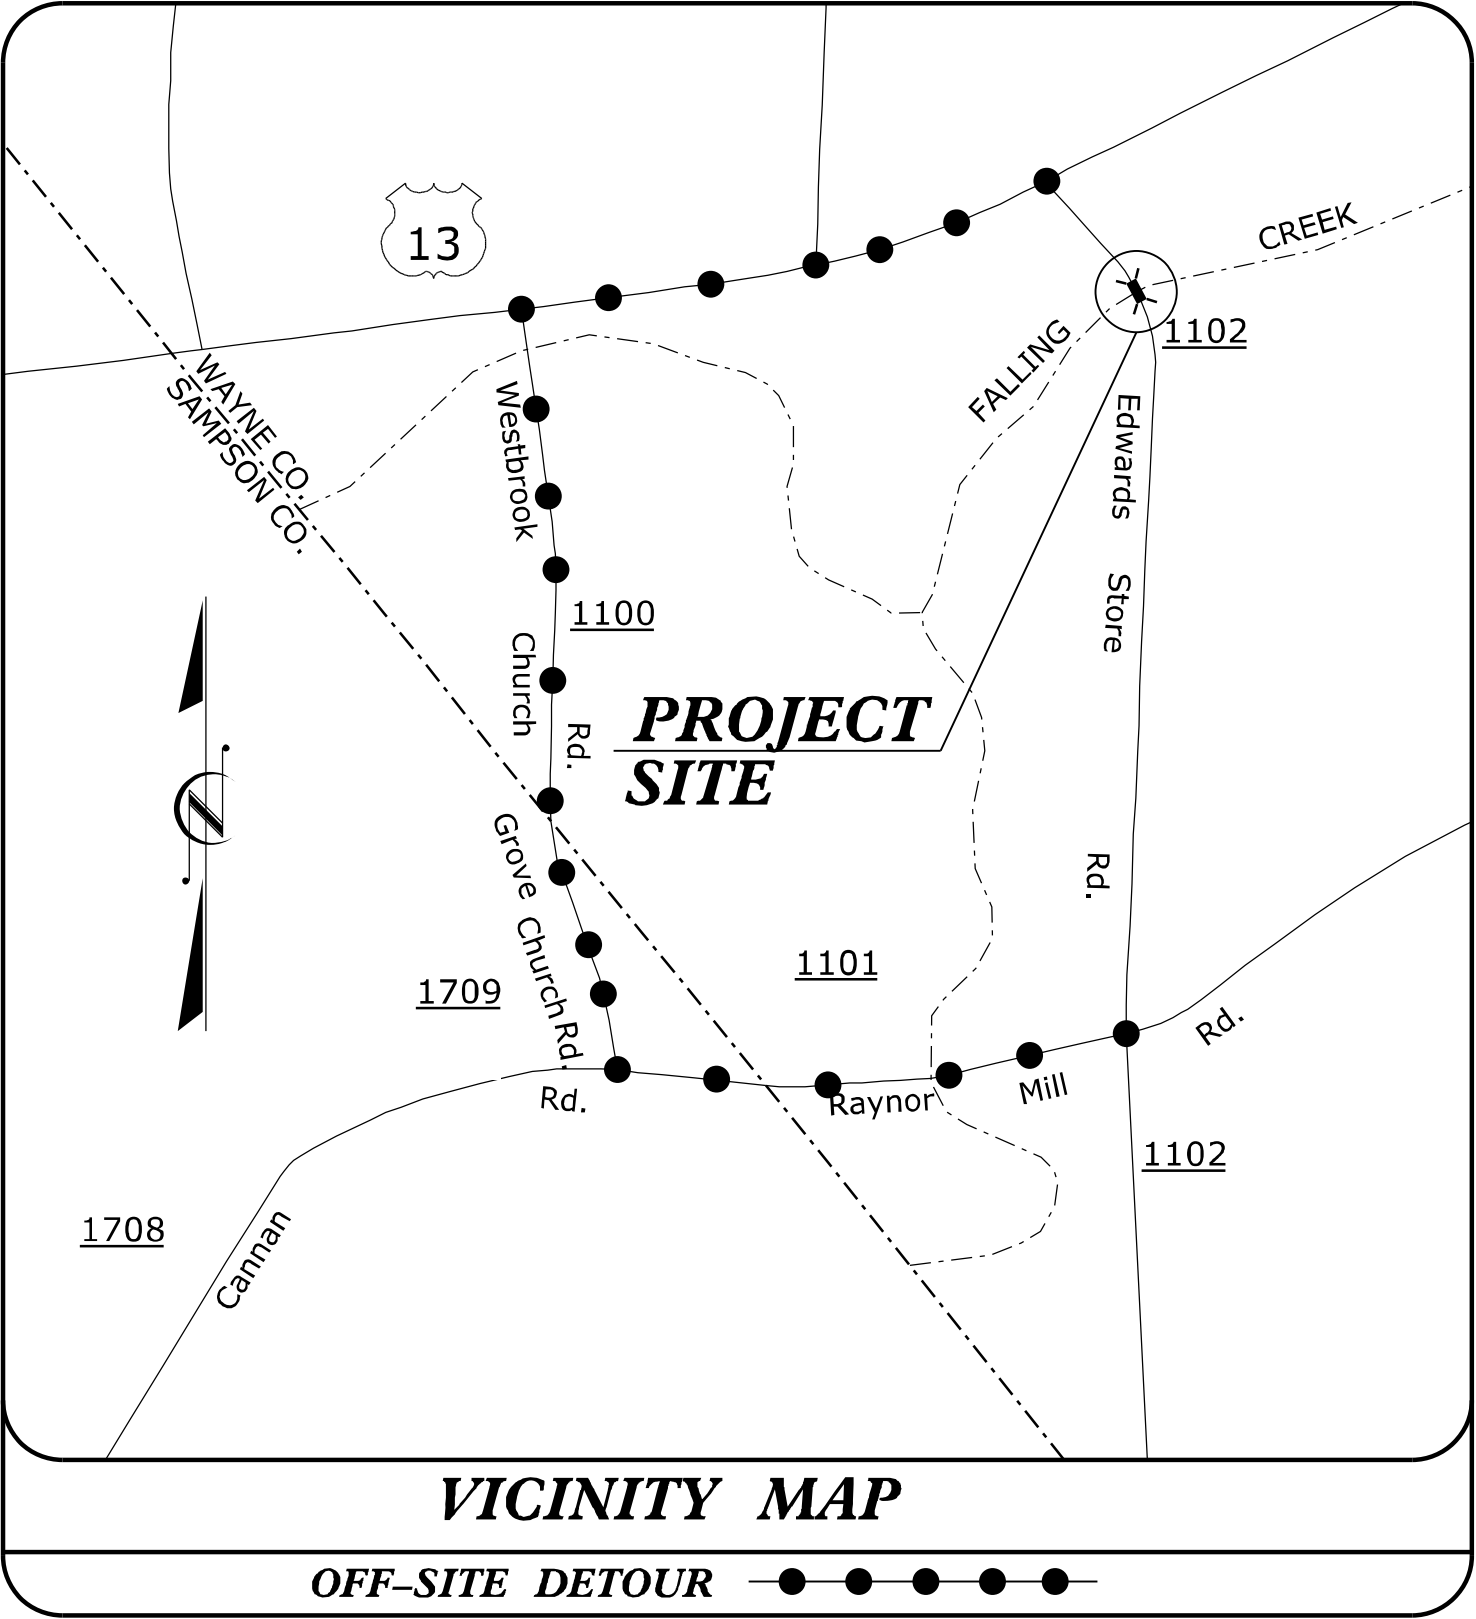 13
CREEK
1102
FALLING
WAYNE CO.
SAMPSON CO.
Westbrook
Church
Rd.
1100
Edwards
Store
Rd.
PROJECT
SITE
N
Grove Church Rd.
1709
1101
Rd.
Raynor
Mill
Rd.
1102
1708
Cannan
VICINITY MAP
OFF-SITE DETOUR